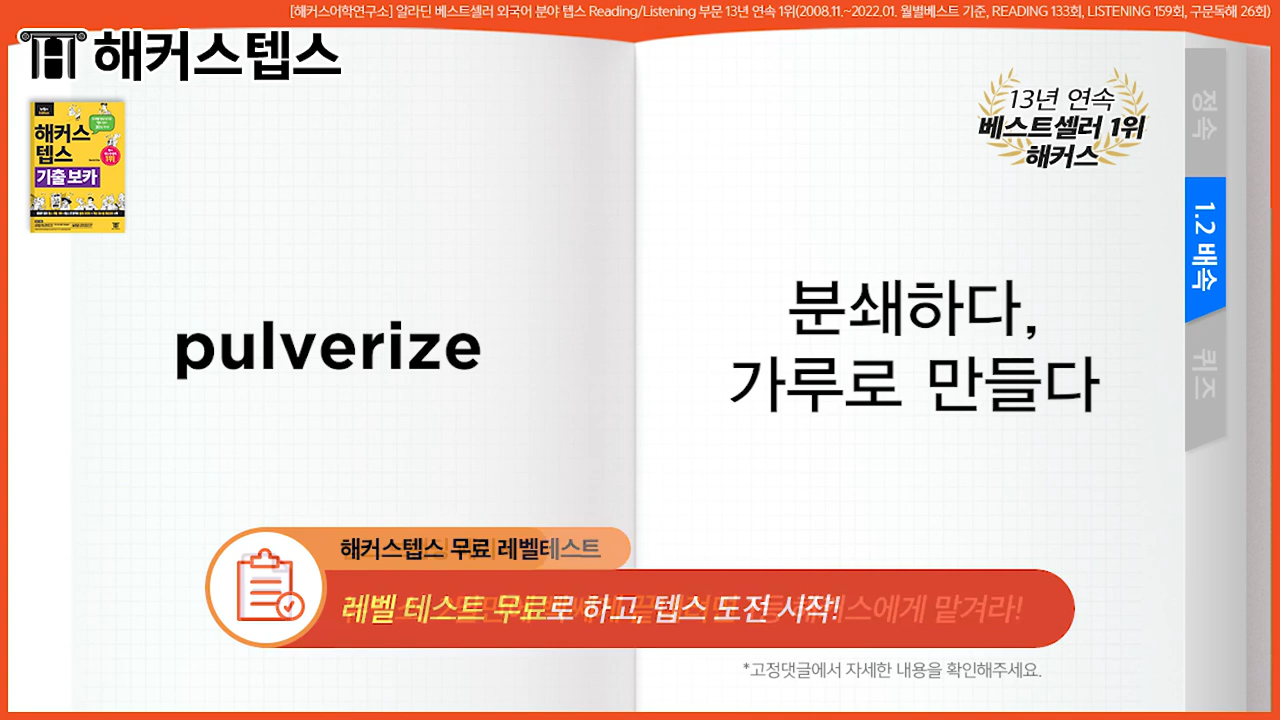 [해커스어학연구소] 알라딘 베스트셀러 외국어 분야 텝스 Reading/Listening 부문 13년 연속 1위(2008.11.~2022.01. 월별베스트 기준, READING 133회, LISTENING 159회, 구문독해 26회)
해커스텝스
해커스
텝스
기출보카
13년 연속
베스트셀러 1위
해커스
정속
1.2 배속
퀴즈
pulverize
분쇄하다,
가루로 만들다
해커스텝스 무료 레벨테스트
레벨 테스트 무료로 하고, 텝스 도전 시작!
*고정댓글에서 자세한 내용을 확인해주세요.